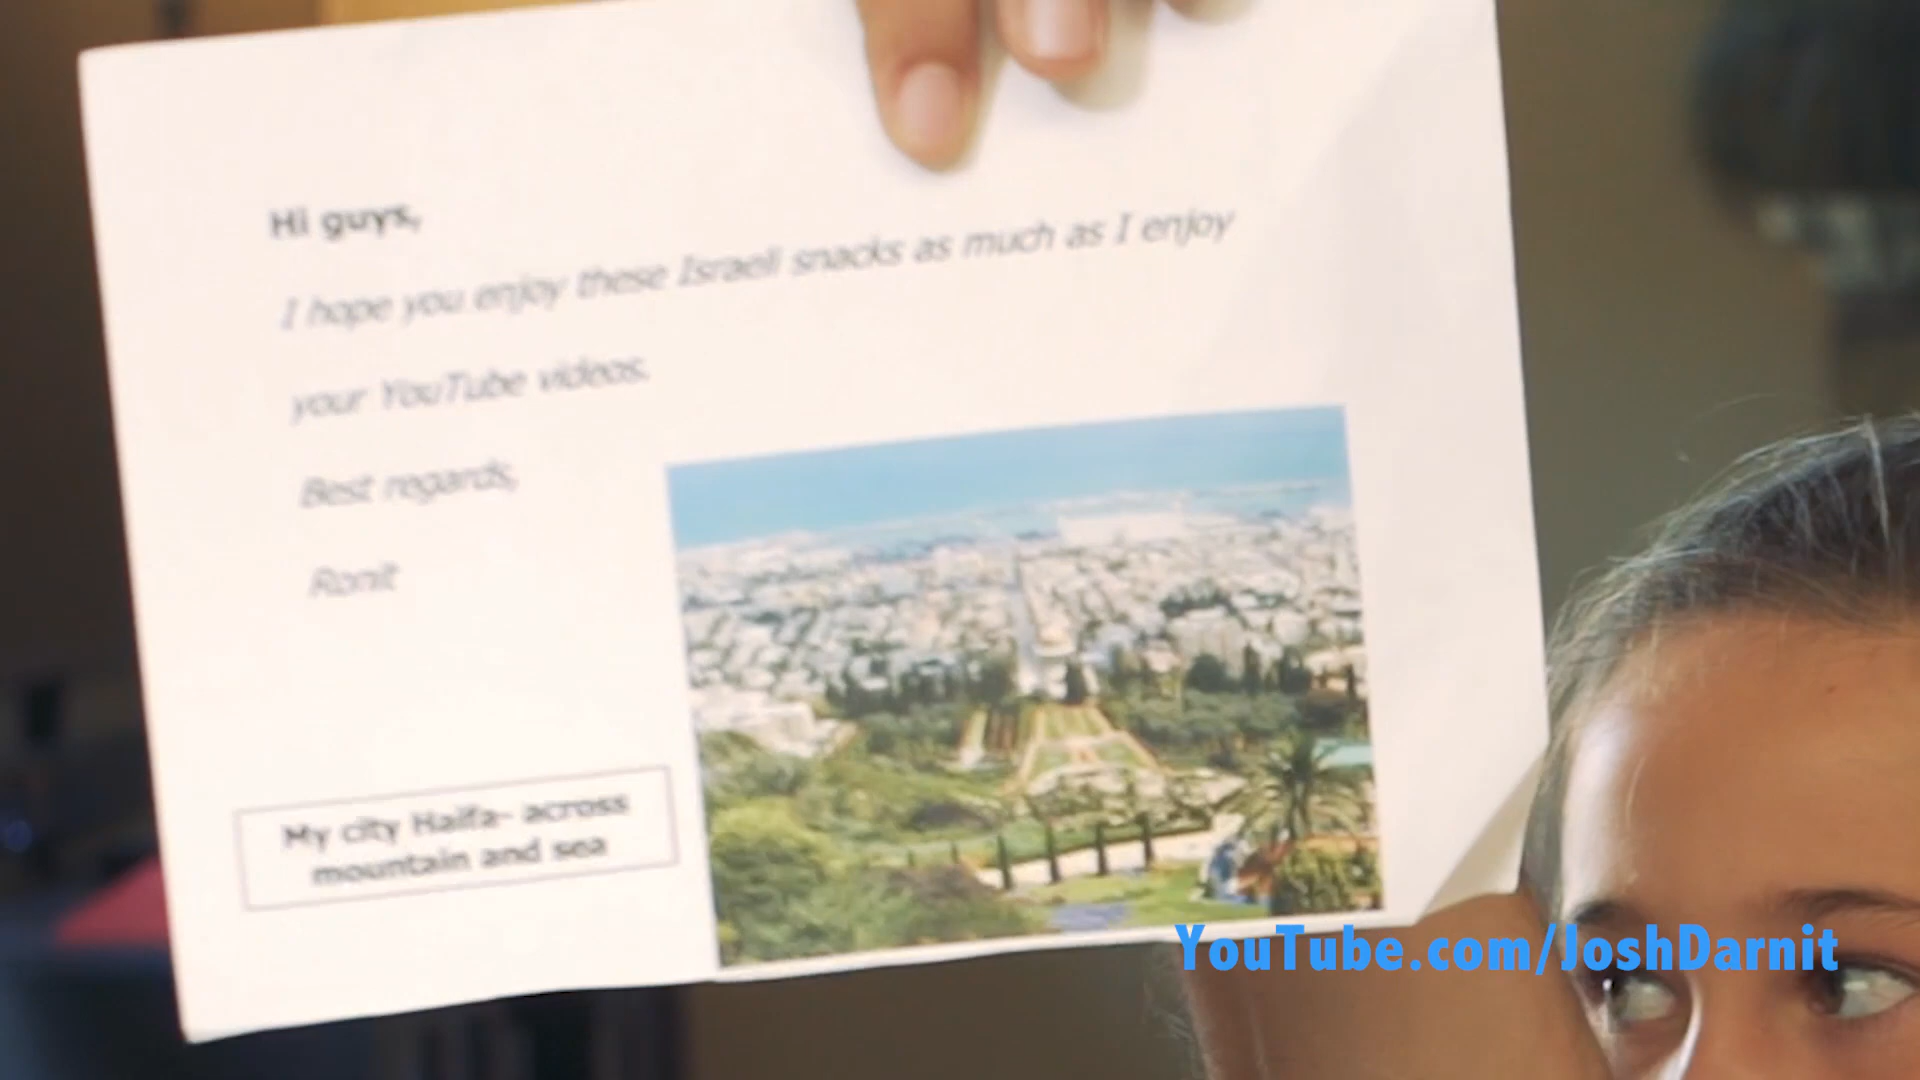 Hi guys,
I hope you enjoy these Israeli snacks as much as I enjoy
your YouTube videos.
Best regards,
Ronit
My city Haifa- across
mountain and sea
YouTube.com/JoshDarnit